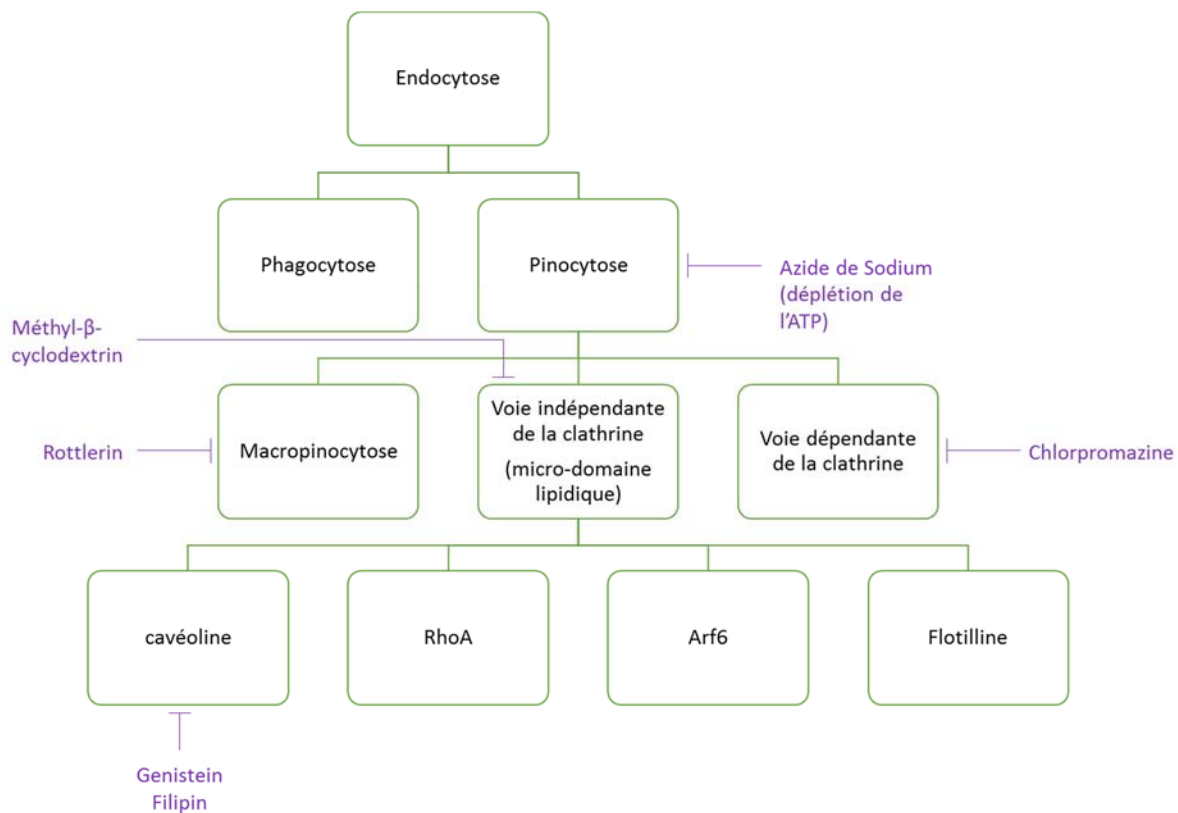 Endocytose
Phagocytose
Pinocytose
Azide de Sodium
(déplétion de
l’ATP)
Méthyl-β-
cyclodextrin
Rottlerin
Macropinocytose
Voie indépendante
de la clathrine
(micro-domaine
lipidique)
Voie dépendante
de la clathrine
Chlorpromazine
cavéoline
RhoA
Arf6
Flotilline
Genistein
Filipin